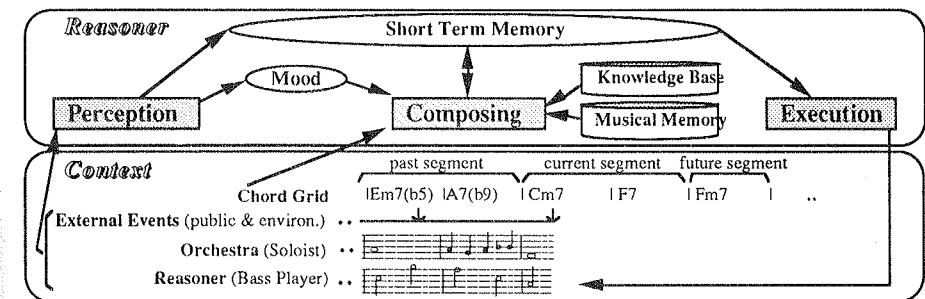 Reasoner
Short Term Memory
Mood
Knowledge Base
Perception
Composing
Musical Memory
Execution
Context
past segment current segment future segment
Chord Grid |Em7(b5) |A7(b9) | Cm7 | F7 | Fm7 | ..
External Events (public & environ.) ..
Orchestra (Soloist) ..
Reasoner (Bass Player) ..